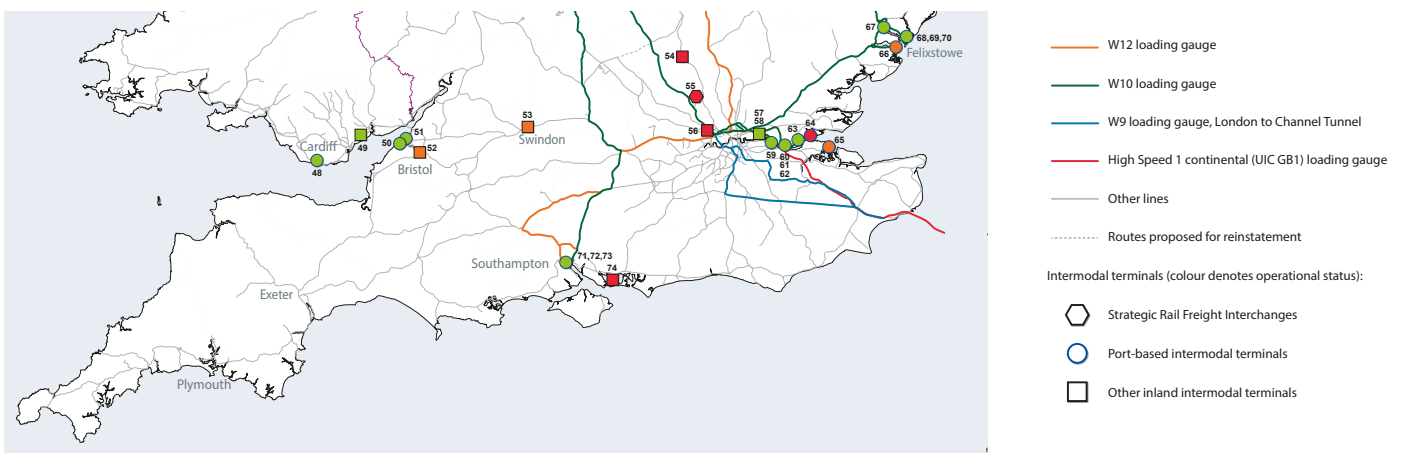 67
68,69,70
66
Felixstowe
54
55
53
57
58
56
64
63
65
51
50
49
52
Cardiff
Swindon
59
60
61
62
Bristol
48
71,72,73
Southampton
74
Exeter
Plymouth
W12 loading gauge
W10 loading gauge
W9 loading gauge, London to Channel Tunnel
High Speed 1 continental (UIC GB1) loading gauge
Other lines
Routes proposed for reinstatement
Intermodal terminals (colour denotes operational status):
Strategic Rail Freight Interchanges
Port-based intermodal terminals
Other inland intermodal terminals